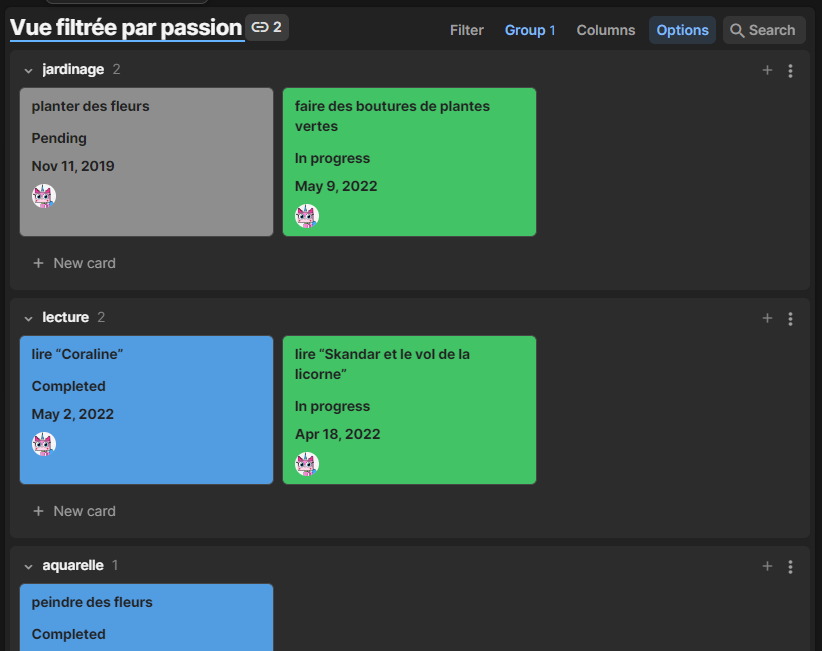 Vue filtrée par passion 2
Filter Group 1 Columns Options Search
jardinage 2
planter des fleurs
Pending
Nov 11, 2019
faire des boutures de plantes
vertes
In progress
May 9, 2022
+ New card
lecture 2
lire “Coraline”
Completed
May 2, 2022
lire “Skandar et le vol de la
licorne”
In progress
Apr 18, 2022
+ New card
aquarelle 1
peindre des fleurs
Completed